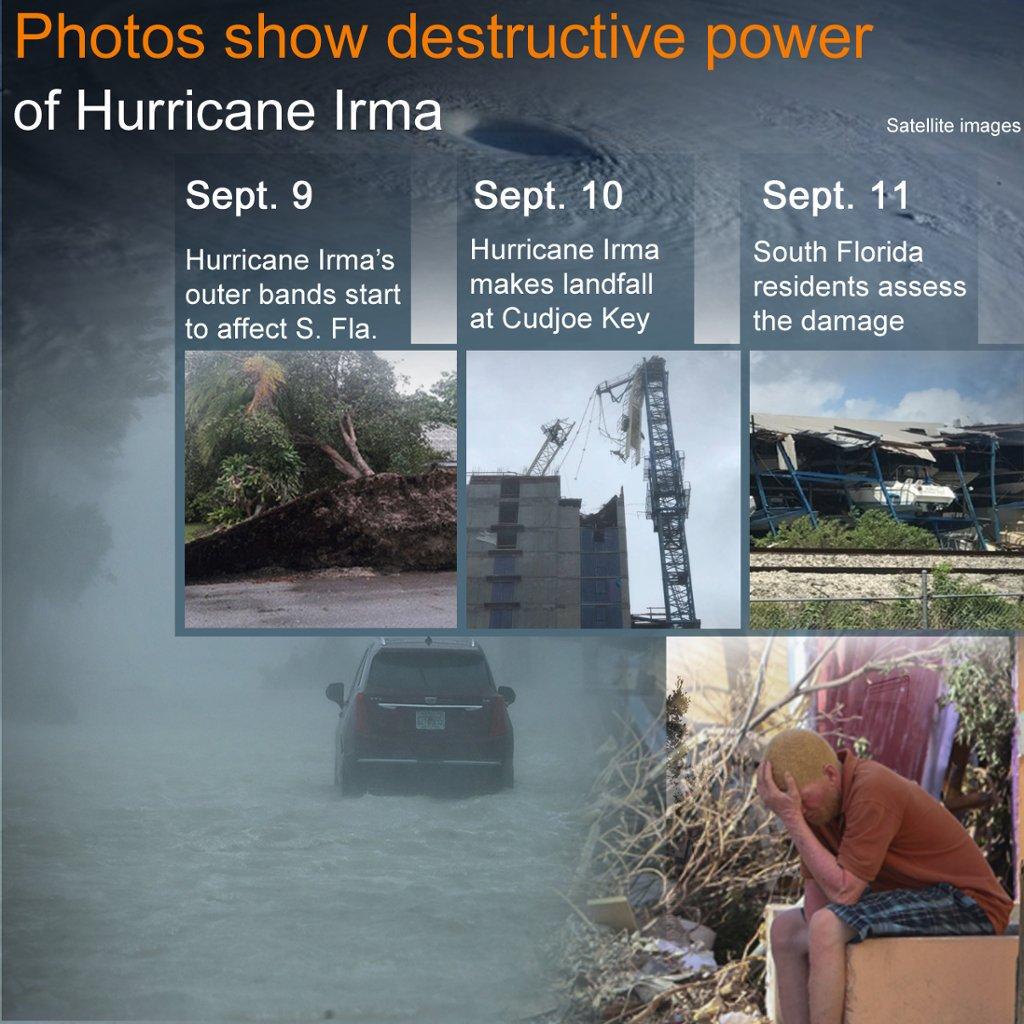 Photos show destructive power
of Hurricane Irma
Satellite images
Sept. 9
Hurricane Irma’s
outer bands start
to affect S. Fla.
Sept. 10
Hurricane Irma
makes landfall
at Cudjoe Key
Sept. 11
South Florida
residents assess
the damage